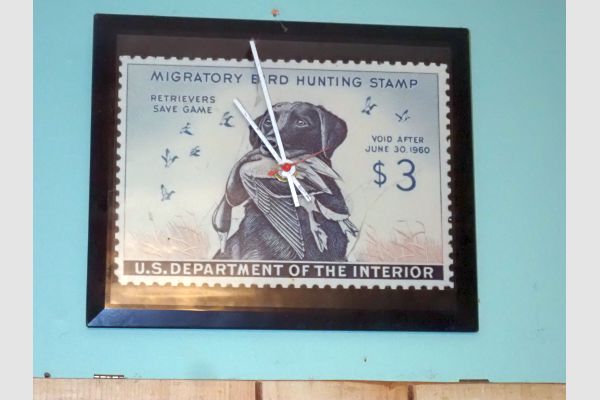 MIGRATORY BIRD HUNTING STAMP
RETRIEVERS
SAVE GAME
VOID AFTER
JUNE 30, 1960
$3
U.S. DEPARTMENT OF THE INTERIOR